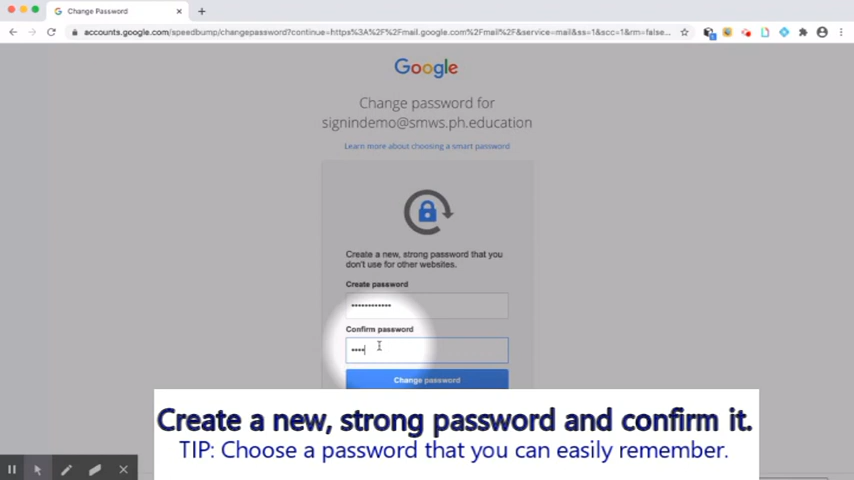 Change Password
accounts.google.com/speedbump/changepassword?continue=https%3A%2F%2Fmail.google.com%2Fmail%2F&service=mail&ss=1&scc=1&rm=false...
Google
Change password for
signindemo@smws.ph.education
Learn more about choosing a smart password
Create a new, strong password that you
don't use for other websites.
Create password
••••••••••••
Confirm password
••••
Change password
Create a new, strong password and confirm it.
TIP: Choose a password that you can easily remember.